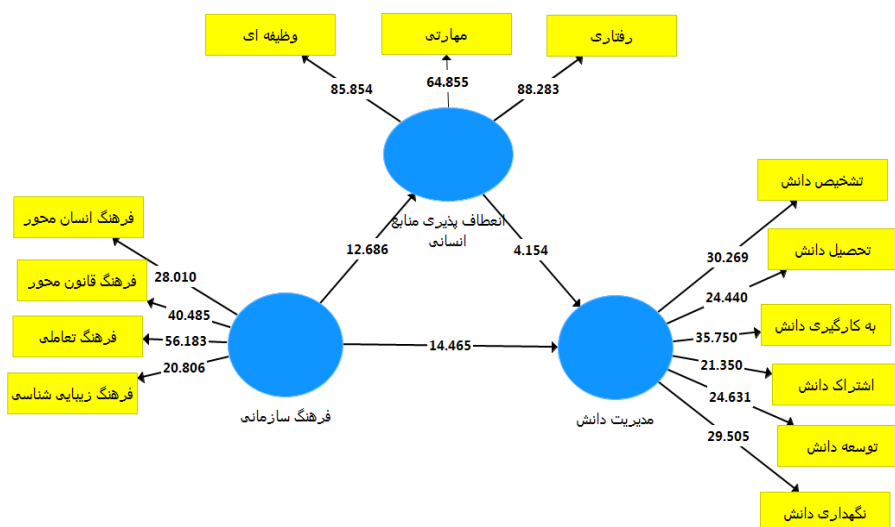 وظیفه ای
مهارتی
رفتاری
85.854
64.855
88.283
انعطاف پذیری منابع
انسانی
تشخیص دانش
تحصیل دانش
به کارگیری دانش
اشتراک دانش
توسعه دانش
نگهداری دانش
30.269
24.440
35.750
21.350
24.631
29.505
فرهنگ انسان محور
فرهنگ قانون محور
فرهنگ تعاملی
فرهنگ زیبایی شناسی
28.010
40.485
56.183
20.806
12.686
4.154
14.465
فرهنگ سازمانی
مدیریت دانش